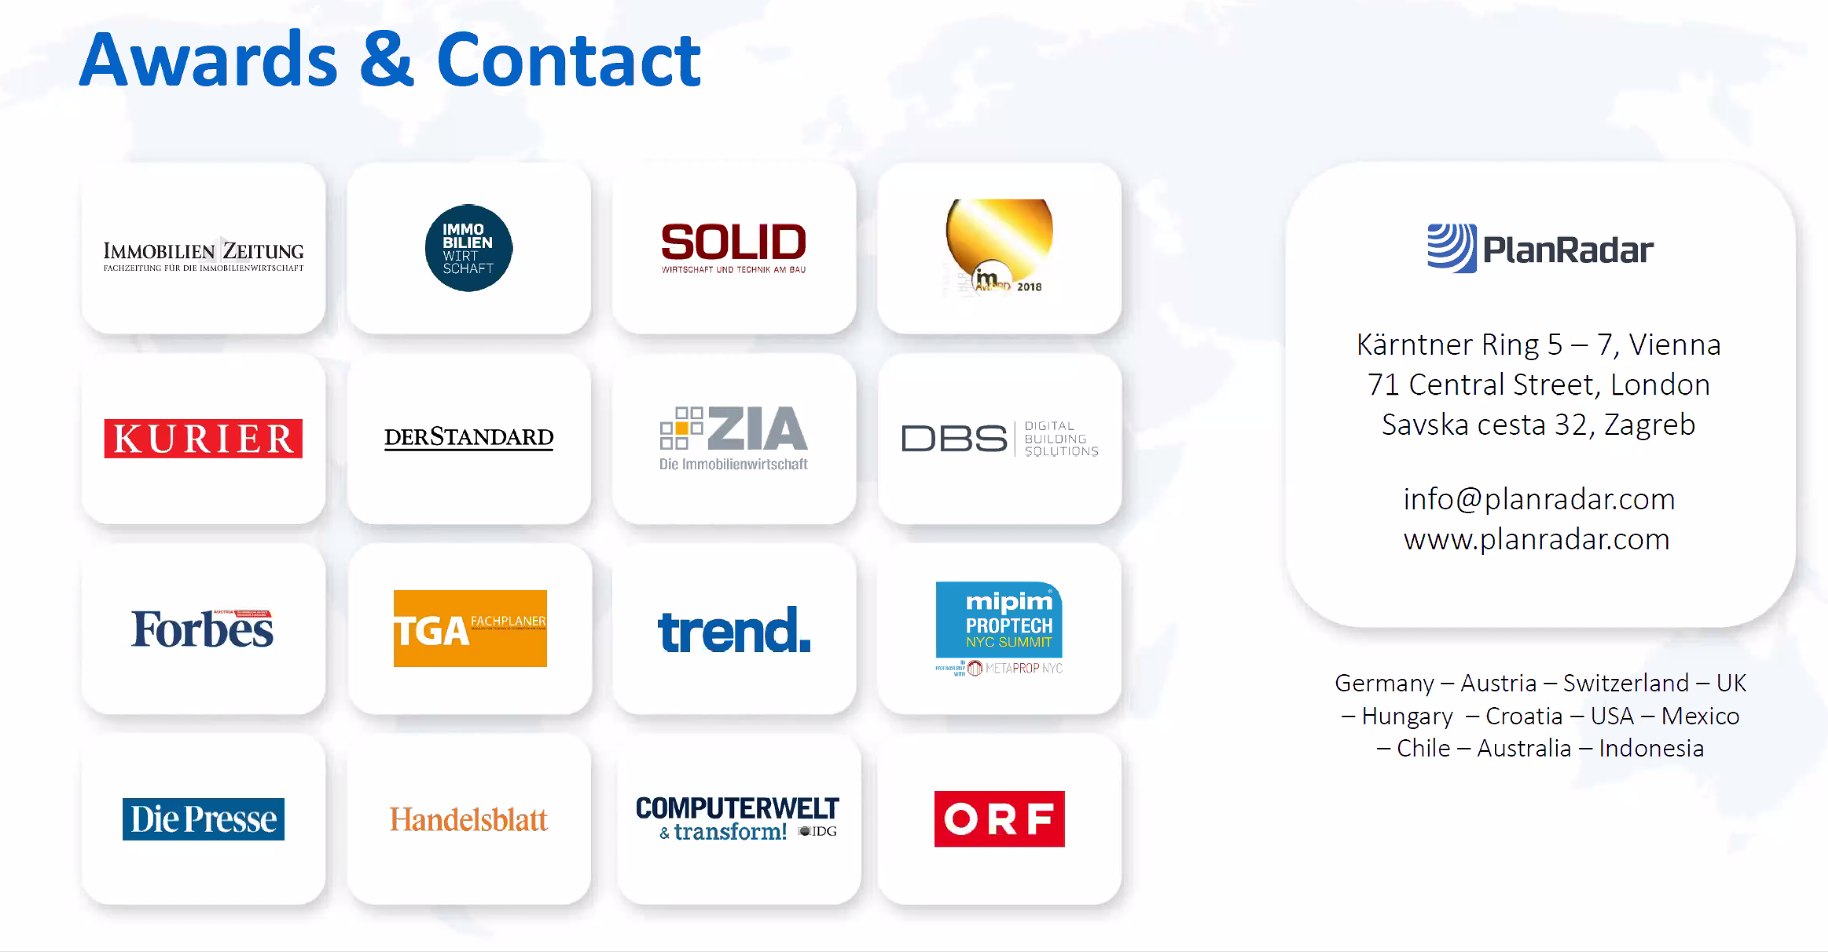 Awards & Contact
IMMOBILIEN ZEITUNG
FACHZEITUNG FÜR DIE IMMOBILIENWIRTSCHAFT
IMMO
BILIEN
WIRT
SCHAFT
SOLID
WIRTSCHAFT UND TECHNIK AM BAU
im
AWARD 2018
KURIER
DERSTANDARD
ZIA
Die Immobilienwirtschaft
DBS
DIGITAL
BUILDING
SOLUTIONS
Forbes
TGA FACHPLANER
trend.
mipim®
PROPTECH
NYC SUMMIT
IN
PARTNERSHIP
WITH
METAPROP NYC
Die Presse
Handelsblatt
COMPUTERWELT
& transform! IDG
ORF
PlanRadar
Kärntner Ring 5 – 7, Vienna
71 Central Street, London
Savska cesta 32, Zagreb
info@planradar.com
www.planradar.com
Germany – Austria – Switzerland – UK
– Hungary – Croatia – USA – Mexico
– Chile – Australia – Indonesia